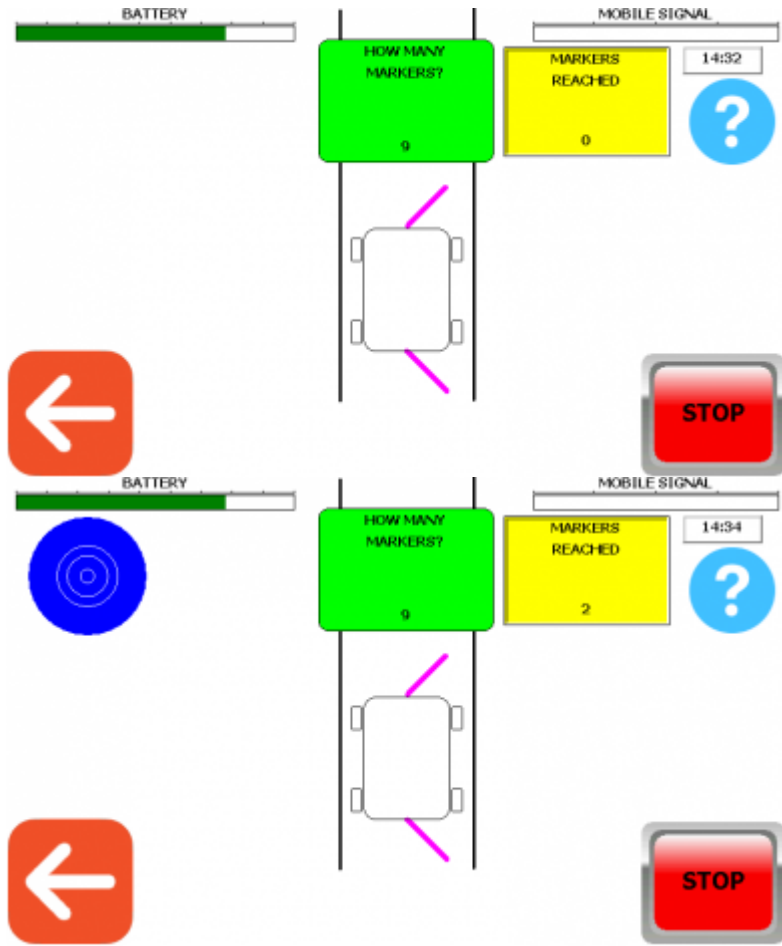 BATTERY
MOBILE SIGNAL
HOW MANY
MARKERS?
9
MARKERS
REACHED
0
14:32
?
STOP
BATTERY
MOBILE SIGNAL
HOW MANY
MARKERS?
9
MARKERS
REACHED
2
14:34
?
STOP